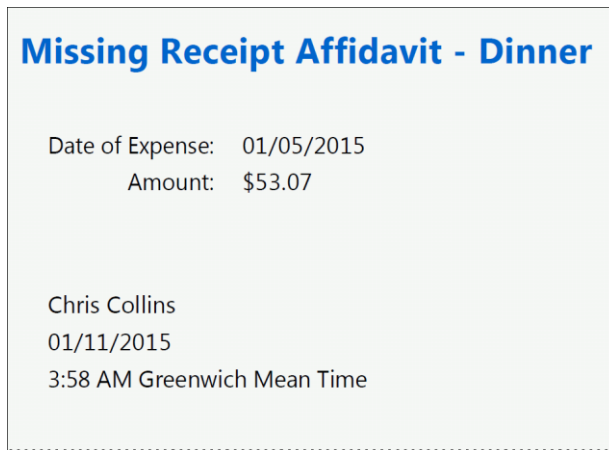 Missing Receipt Affidavit - Dinner
Date of Expense: 01/05/2015
Amount: $53.07
Chris Collins
01/11/2015
3:58 AM Greenwich Mean Time